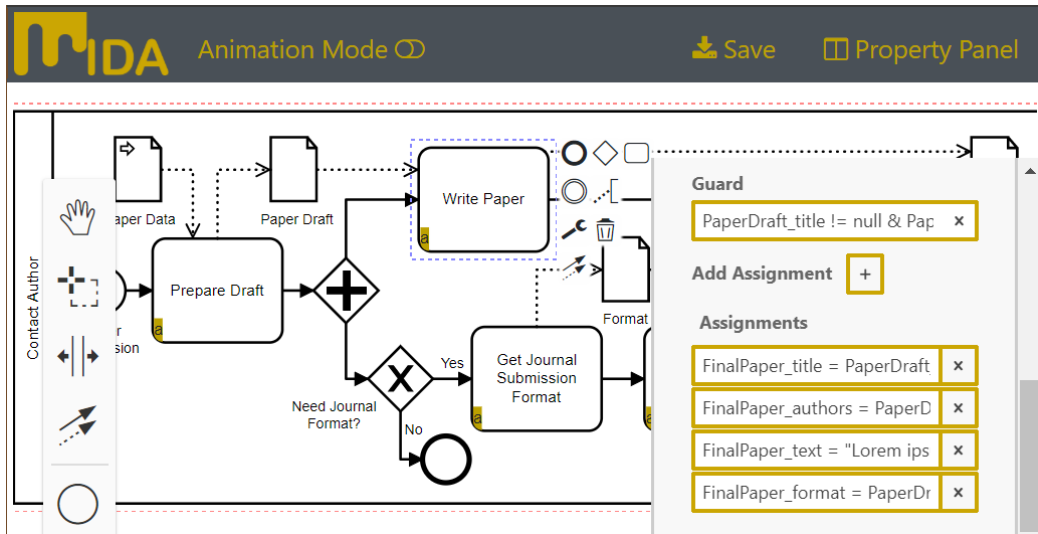 MIDA
Animation Mode
Save
Property Panel
Contact Author
aper Data
Paper Draft
Write Paper
Prepare Draft
Format
Need Journal
Format?
Yes
No
Get Journal
Submission
Format
a
a
a
Guard
PaperDraft_title != null & Pap
x
Add Assignment +
Assignments
FinalPaper_title = PaperDraft_
x
FinalPaper_authors = PaperD
x
FinalPaper_text = "Lorem ips
x
FinalPaper_format = PaperDr
x